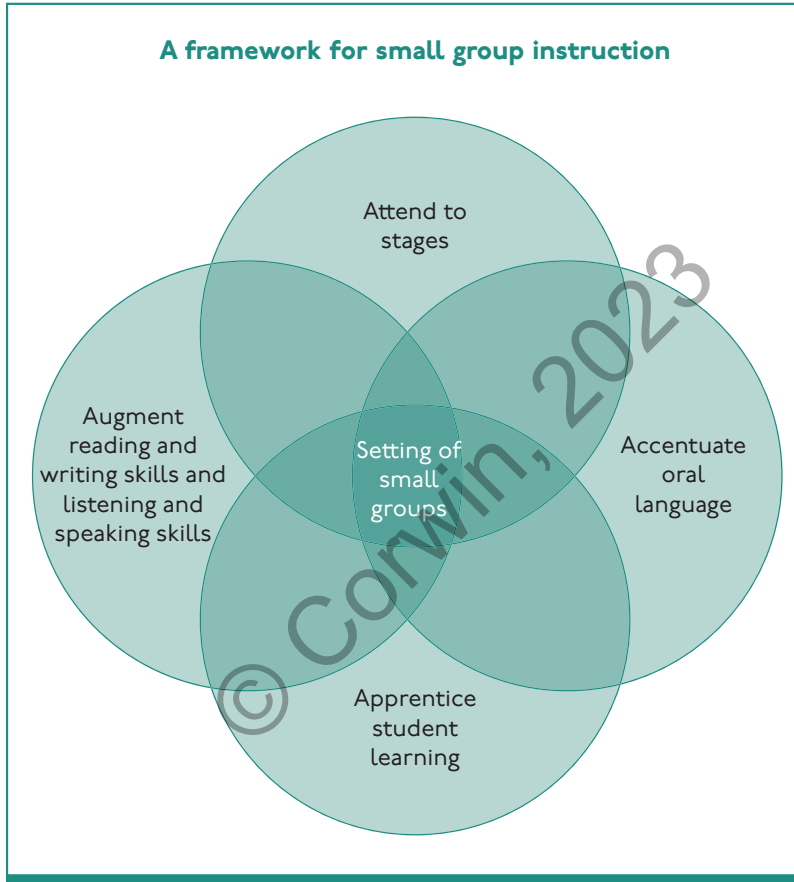 A framework for small group instruction
Attend to
stages
Augment
reading and
writing skills and
listening and
speaking skills
Setting of
small
groups
Accentuate
oral
language
Apprentice
student
learning
© Corwin, 2023